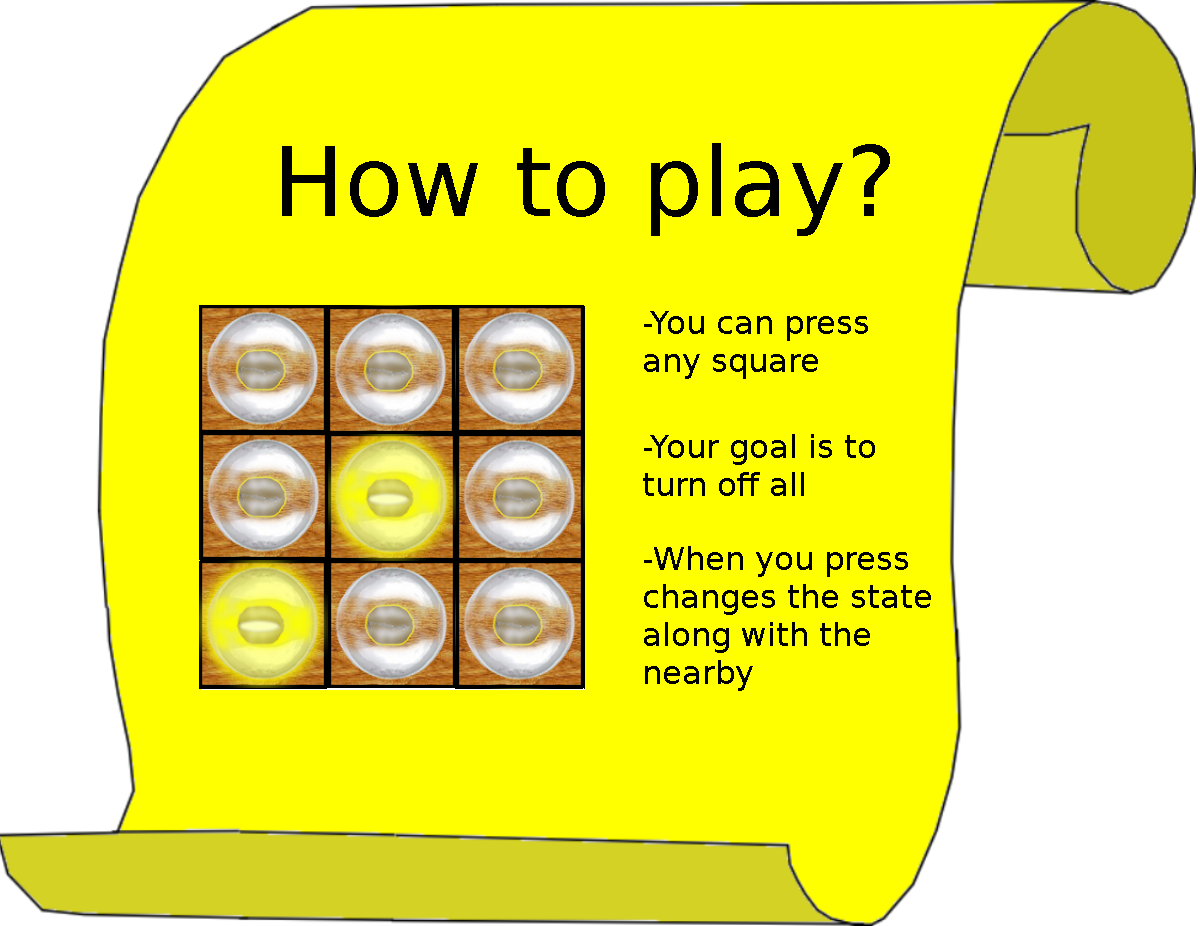 How to play?
-You can press
any square
-Your goal is to
turn off all
-When you press
changes the state
along with the
nearby